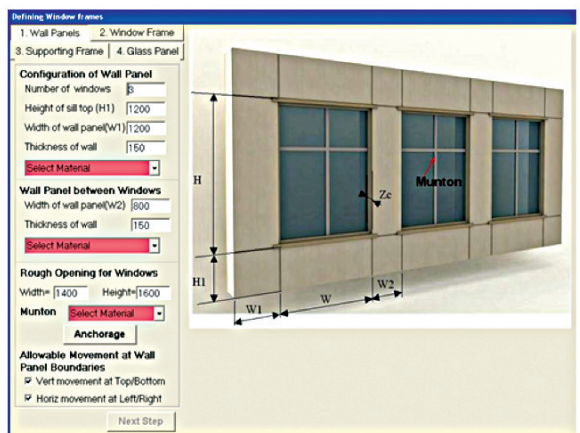 Defining Window frames
1. Wall Panels
2. Window Frame
3. Supporting Frame
4. Glass Panel
Configuration of Wall Panel
Number of windows 3
Height of sill top (H1) 1200
Width of wall panel(W1) 1200
Thickness of wall 150
Select Material
Wall Panel between Windows
Width of wall panel(W2) 800
Thickness of wall 150
Select Material
Rough Opening for Windows
Width= 1400 Height= 1600
Munton Select Material
Anchorage
Allowable Movement at Wall
Panel Boundaries
Vert movement at Top/Bottom
Horiz movement at Left/Right
Next Step
H
H1
W1
W
W2
Zc
Munton